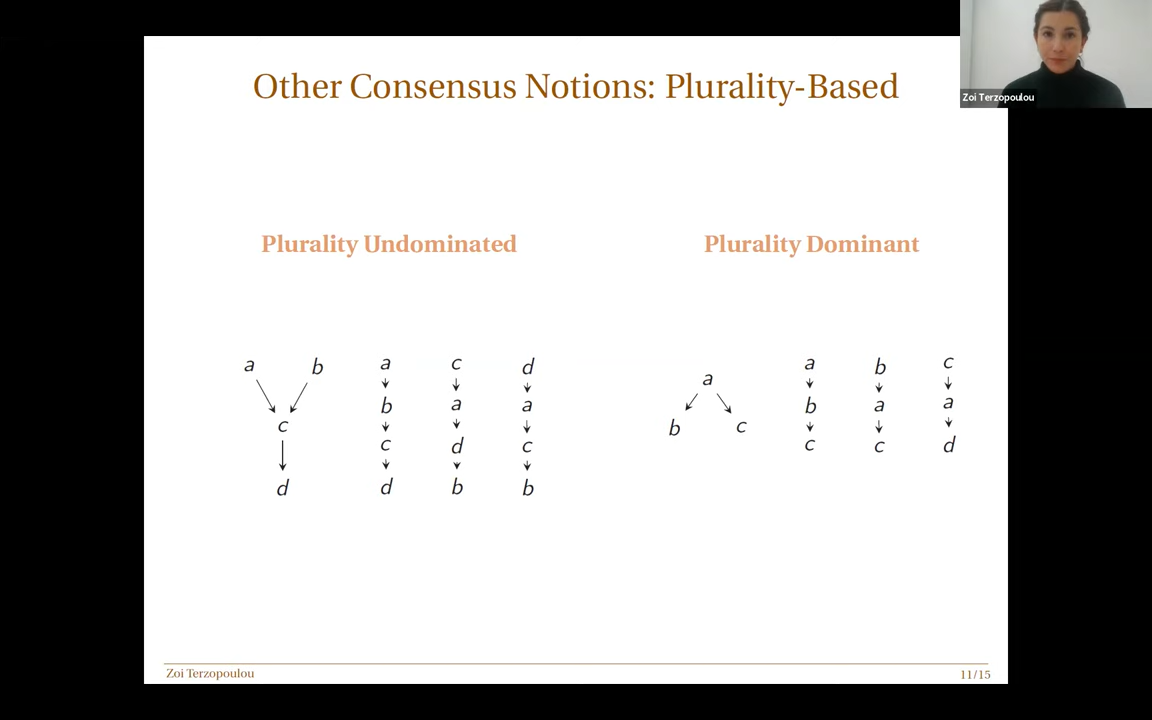 Other Consensus Notions: Plurality-Based
Zoi Terzopoulou
Plurality Undominated
Plurality Dominant
a b a c d
b a a
c c d c
d d b b
a b c
a
b c b a a
c c d
Zoi Terzopoulou
11/15